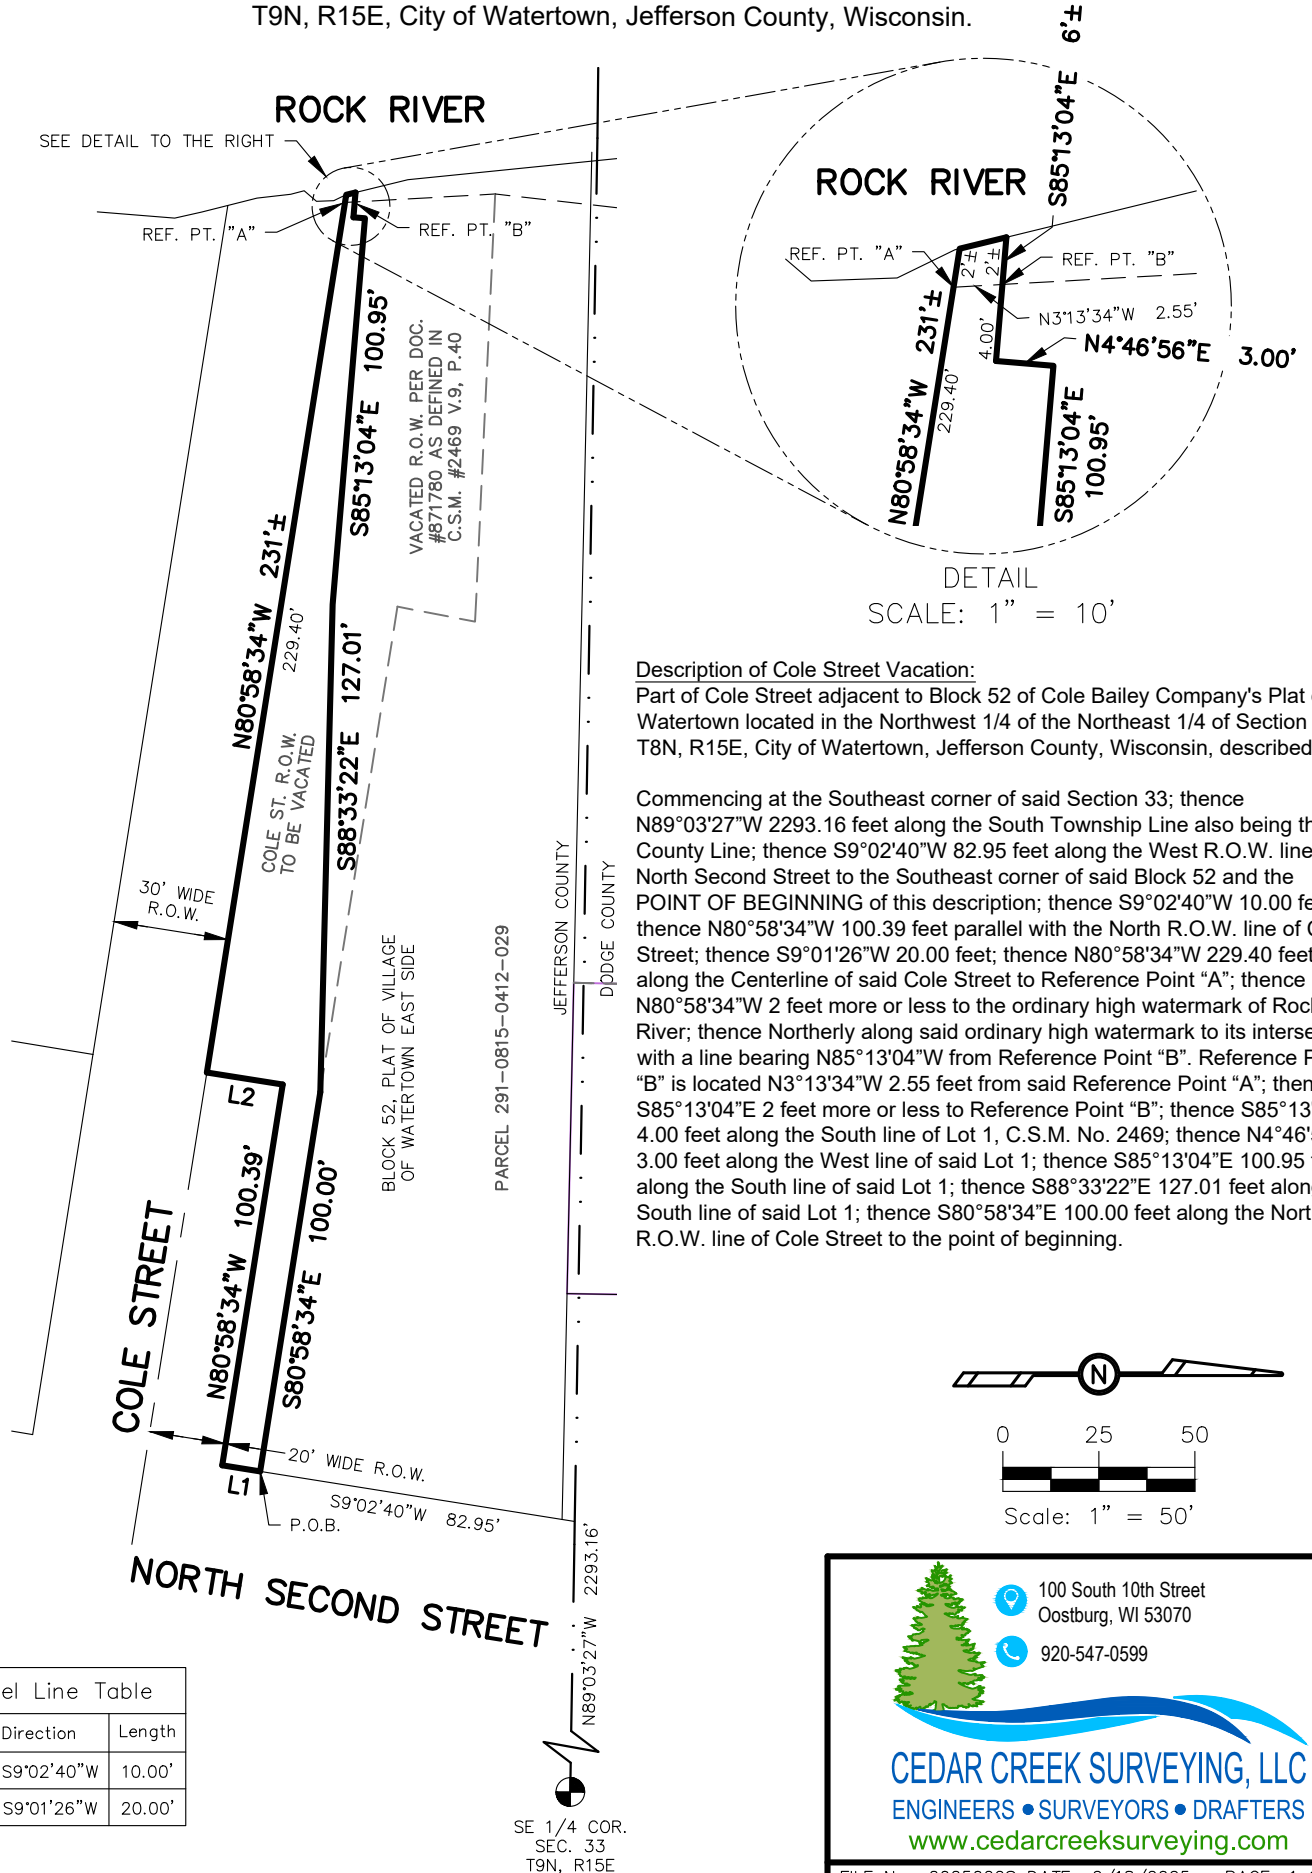 T9N, R15E, City of Watertown, Jefferson County, Wisconsin.
ROCK RIVER
SEE DETAIL TO THE RIGHT
REF. PT. "A"
REF. PT. "B"
S85°13'04"E 100.95'
VACATED R.O.W. PER DOC.
#871780 AS DEFINED IN
C.S.M. #2469 V.9, P.40
N80°58'34"W 231'±
229.40'
S88°33'22"E 127.01'
COLE ST. R.O.W.
TO BE VACATED
30' WIDE
R.O.W.
BLOCK 52, PLAT OF VILLAGE
OF WATERTOWN EAST SIDE
PARCEL 291-0815-0412-029
JEFFERSON COUNTY
DODGE COUNTY
L2
N80°58'34"W 100.39'
S80°58'34"E 100.00'
COLE STREET
20' WIDE R.O.W.
L1
S9°02'40"W 82.95'
P.O.B.
NORTH SECOND STREET
N89°03'27"W 2293.16'
SE 1/4 COR.
SEC. 33
T9N, R15E
ROCK RIVER
S85°13'04"E 6'±
REF. PT. "A"
2'±
2'±
REF. PT. "B"
N3°13'34"W 2.55'
4.00'
N4°46'56"E 3.00'
N80°58'34"W 231'±
229.40'
S85°13'04"E
100.95'
DETAIL
SCALE: 1" = 10'
Description of Cole Street Vacation:
Part of Cole Street adjacent to Block 52 of Cole Bailey Company's Plat
Watertown located in the Northwest 1/4 of the Northeast 1/4 of Section
T8N, R15E, City of Watertown, Jefferson County, Wisconsin, described
Commencing at the Southeast corner of said Section 33; thence
N89°03'27"W 2293.16 feet along the South Township Line also being th
County Line; thence S9°02'40"W 82.95 feet along the West R.O.W. line
North Second Street to the Southeast corner of said Block 52 and the
POINT OF BEGINNING of this description; thence S9°02'40"W 10.00 fe
thence N80°58'34"W 100.39 feet parallel with the North R.O.W. line of C
Street; thence S9°01'26"W 20.00 feet; thence N80°58'34"W 229.40 feet
along the Centerline of said Cole Street to Reference Point “A”; thence
N80°58'34"W 2 feet more or less to the ordinary high watermark of Rock
River; thence Northerly along said ordinary high watermark to its interse
with a line bearing N85°13'04"W from Reference Point “B”. Reference P
“B” is located N3°13'34"W 2.55 feet from said Reference Point “A”; then
S85°13'04"E 2 feet more or less to Reference Point “B”; thence S85°13'
4.00 feet along the South line of Lot 1, C.S.M. No. 2469; thence N4°46'
3.00 feet along the West line of said Lot 1; thence S85°13'04"E 100.95
along the South line of said Lot 1; thence S88°33'22"E 127.01 feet alon
South line of said Lot 1; thence S80°58'34"E 100.00 feet along the Nort
R.O.W. line of Cole Street to the point of beginning.
N
0 25 50
Scale: 1" = 50'
el Line Table
Direction Length
S9°02'40"W 10.00'
S9°01'26"W 20.00'
100 South 10th Street
Oostburg, WI 53070
920-547-0599
CEDAR CREEK SURVEYING, LLC
ENGINEERS • SURVEYORS • DRAFTERS
www.cedarcreeksurveying.com